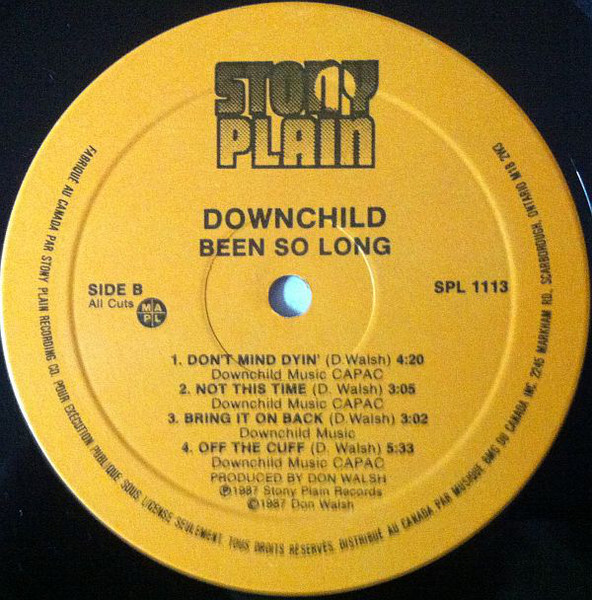 STONY
PLAIN
DOWNCHILD
BEEN SO LONG
SIDE B
All Cuts
MAPL
SPL 1113
1. DON'T MIND DYIN' (D.Walsh) 4:20
Downchild Music CAPAC
2. NOT THIS TIME (D. Walsh) 3:05
Downchild Music CAPAC
3. BRING IT ON BACK (D. Walsh) 3:02
Downchild Music
4. OFF THE CUFF (D. Walsh) 5:33
Downchild Music CAPAC
PRODUCED BY DON WALSH
℗1987 Stony Plain Records
©1987 Don Walsh
FABRIQUÉ AU CANADA PAR STONY PLAIN RECORDING CO. POUR EXÉCUTION PUBLIQUE SOUS LICENSE SEULEMENT. TOUS DROITS RÉSERVÉS. DISTRIBUÉ AU CANADA PAR MUSIQUE BMG DU CANADA, INC. 2245 MARKHAM RD., SCARBOROUGH, ONTARIO M1B 2W3